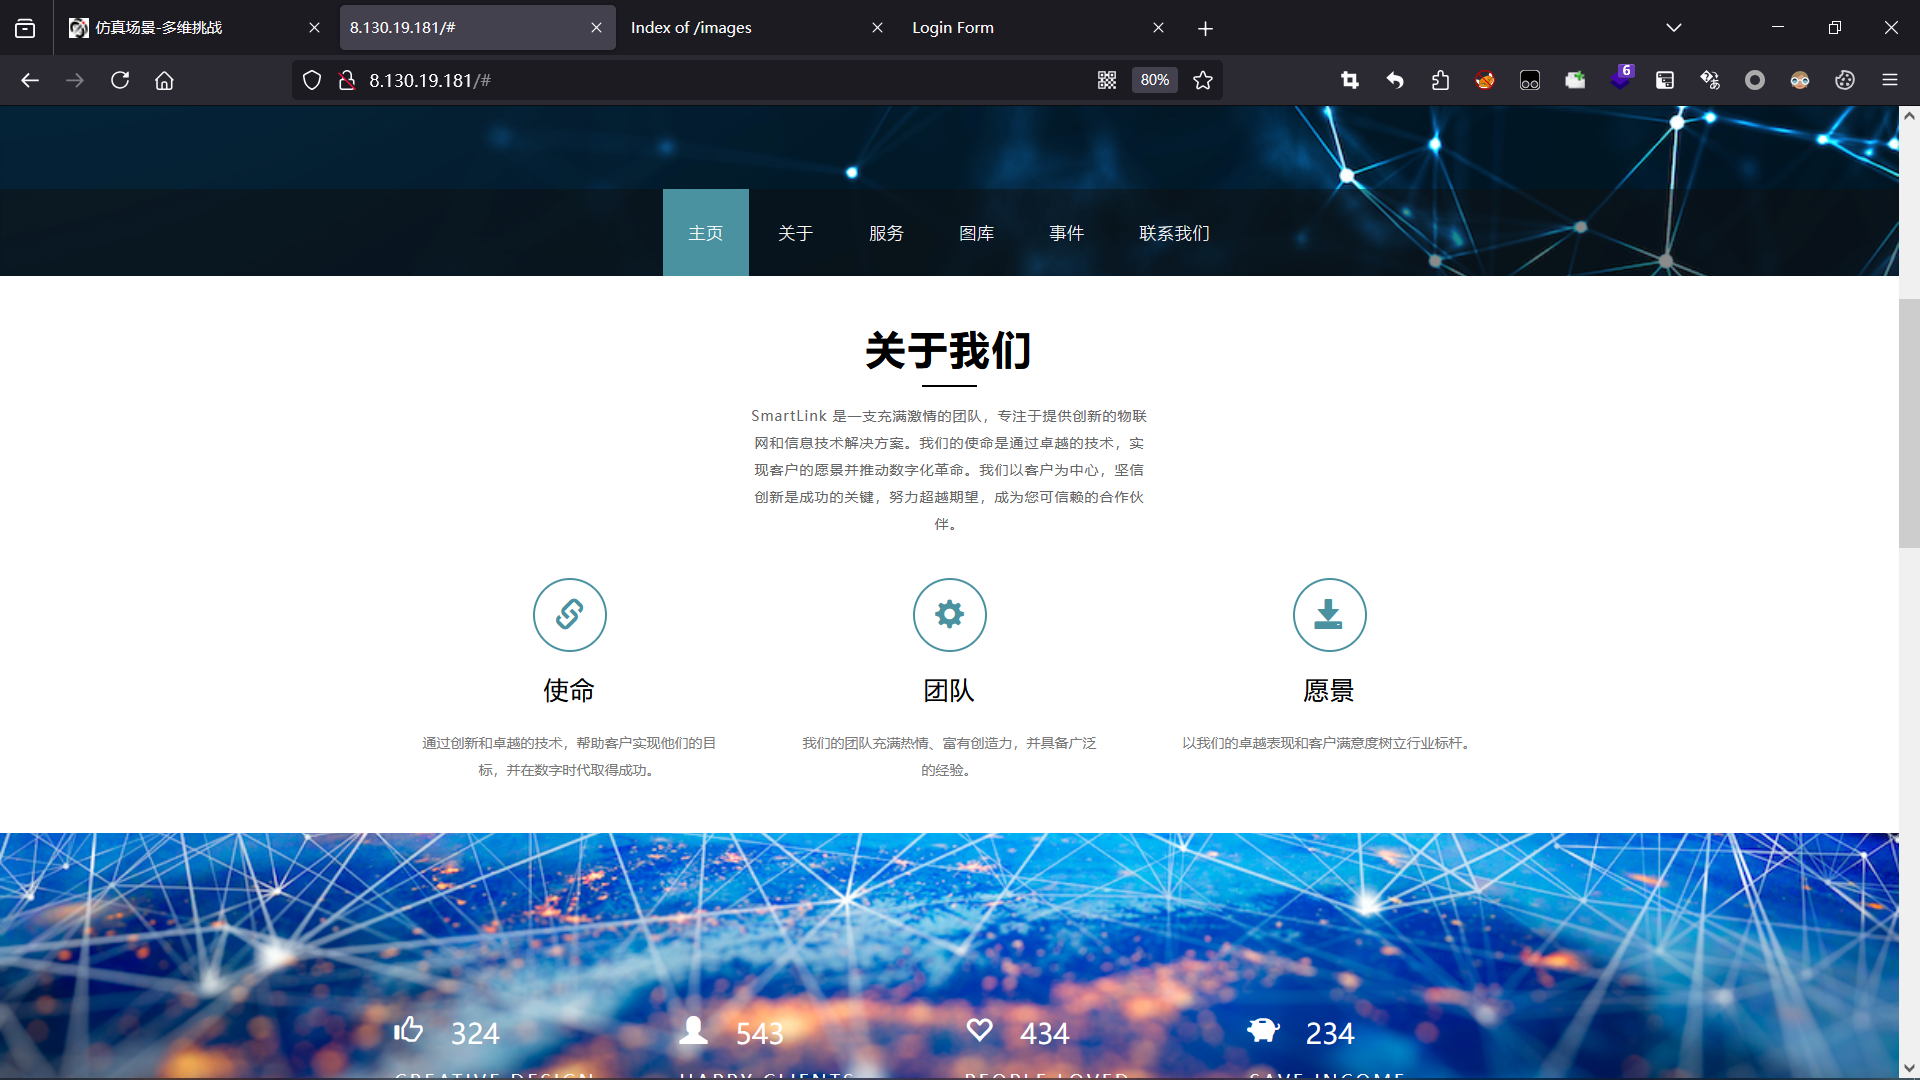 仿真场景-多维挑战
8.130.19.181/#
Index of /images
Login Form
8.130.19.181/#
80%
6
主页
关于
服务
图库
事件
联系我们
关于我们
SmartLink 是一支充满激情的团队，专注于提供创新的物联
网和信息技术解决方案。我们的使命是通过卓越的技术，实
现客户的愿景并推动数字化革命。我们以客户为中心，坚信
创新是成功的关键，努力超越期望，成为您可信赖的合作伙
伴。
使命
通过创新和卓越的技术，帮助客户实现他们的目
标，并在数字时代取得成功。
团队
我们的团队充满热情、富有创造力，并具备广泛
的经验。
愿景
以我们的卓越表现和客户满意度树立行业标杆。
324
543
434
234
CREATIVE DESIGN
HAPPY CLIENTS
PEOPLE LOVED
SAVE INCOME